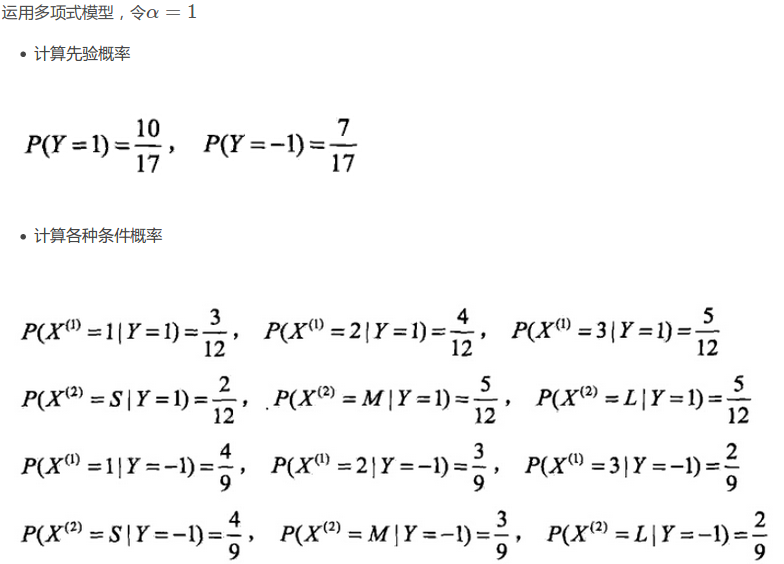 运用多项式模型，令α = 1
• 计算先验概率
P(Y = 1) = 10/17， P(Y = −1) = 7/17
• 计算各种条件概率
P(X⁽¹⁾ = 1 | Y = 1) = 3/12， P(X⁽¹⁾ = 2 | Y = 1) = 4/12， P(X⁽¹⁾ = 3 | Y = 1) = 5/12
P(X⁽²⁾ = S | Y = 1) = 2/12， P(X⁽²⁾ = M | Y = 1) = 5/12， P(X⁽²⁾ = L | Y = 1) = 5/12
P(X⁽¹⁾ = 1 | Y = −1) = 4/9， P(X⁽¹⁾ = 2 | Y = −1) = 3/9， P(X⁽¹⁾ = 3 | Y = −1) = 2/9
P(X⁽²⁾ = S | Y = −1) = 4/9， P(X⁽²⁾ = M | Y = −1) = 3/9， P(X⁽²⁾ = L | Y = −1) = 2/9